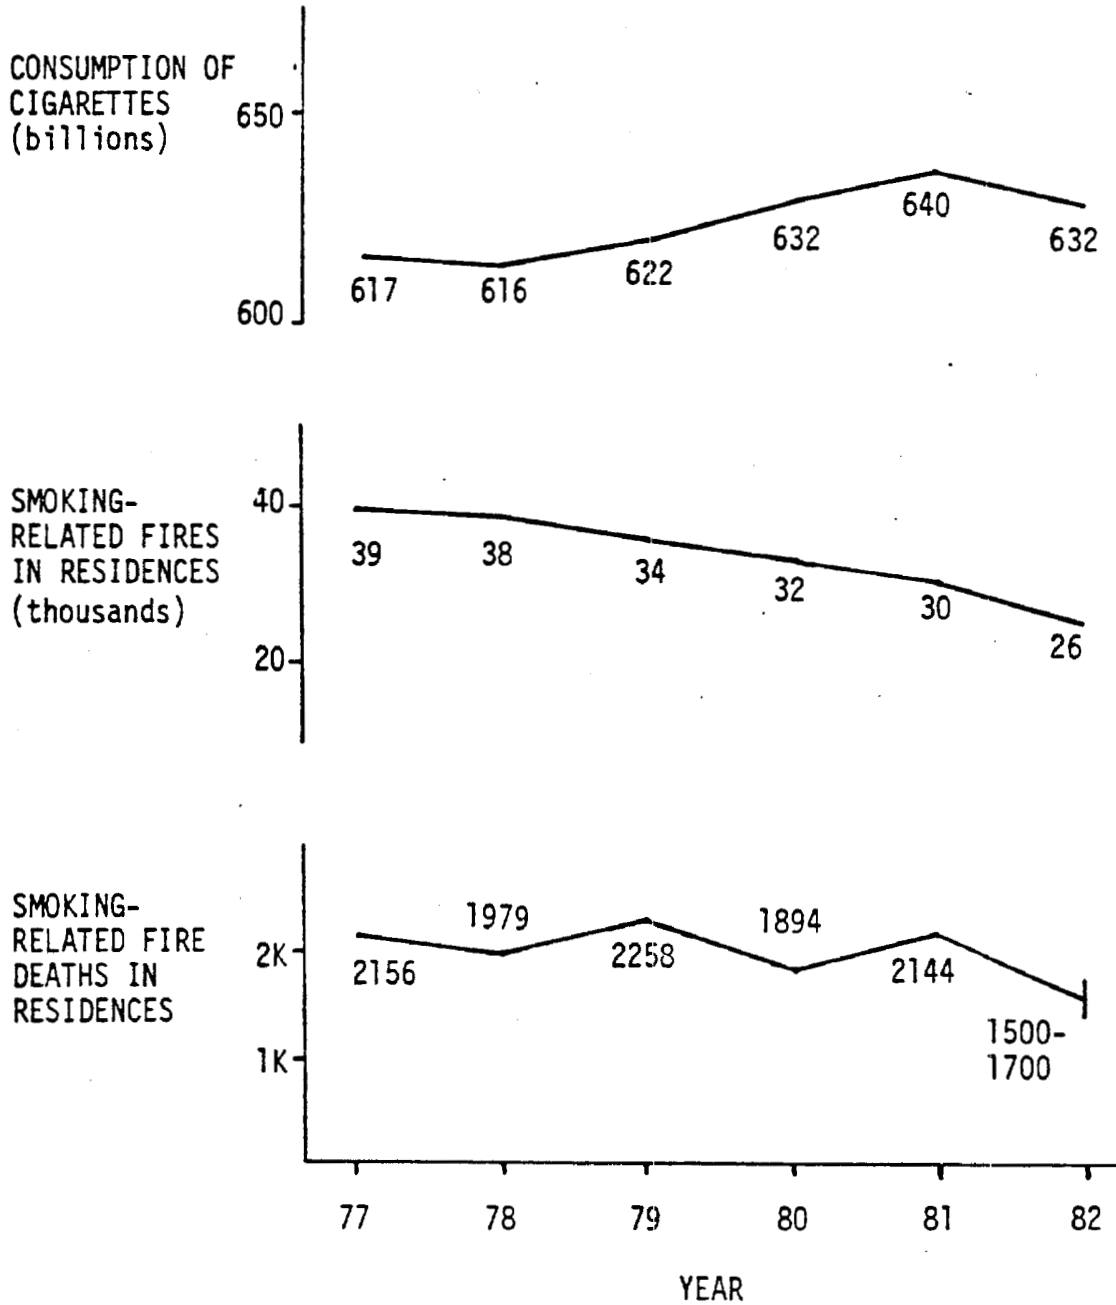 CONSUMPTION OF
CIGARETTES
(billions)
650
600
617
616
622
632
640
632
SMOKING-
RELATED FIRES
IN RESIDENCES
(thousands)
40
20
39
38
34
32
30
26
SMOKING-
RELATED FIRE
DEATHS IN
RESIDENCES
2K
1K
2156
1979
2258
1894
2144
1500-
1700
77
78
79
80
81
82
YEAR